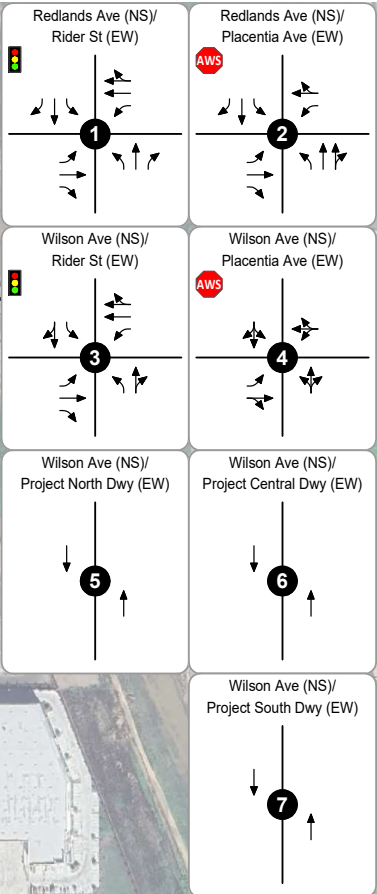 Redlands Ave (NS)/
Rider St (EW)
1
Redlands Ave (NS)/
Placentia Ave (EW)
AWS
2
Wilson Ave (NS)/
Rider St (EW)
3
Wilson Ave (NS)/
Placentia Ave (EW)
AWS
4
Wilson Ave (NS)/
Project North Dwy (EW)
5
Wilson Ave (NS)/
Project Central Dwy (EW)
6
Wilson Ave (NS)/
Project South Dwy (EW)
7